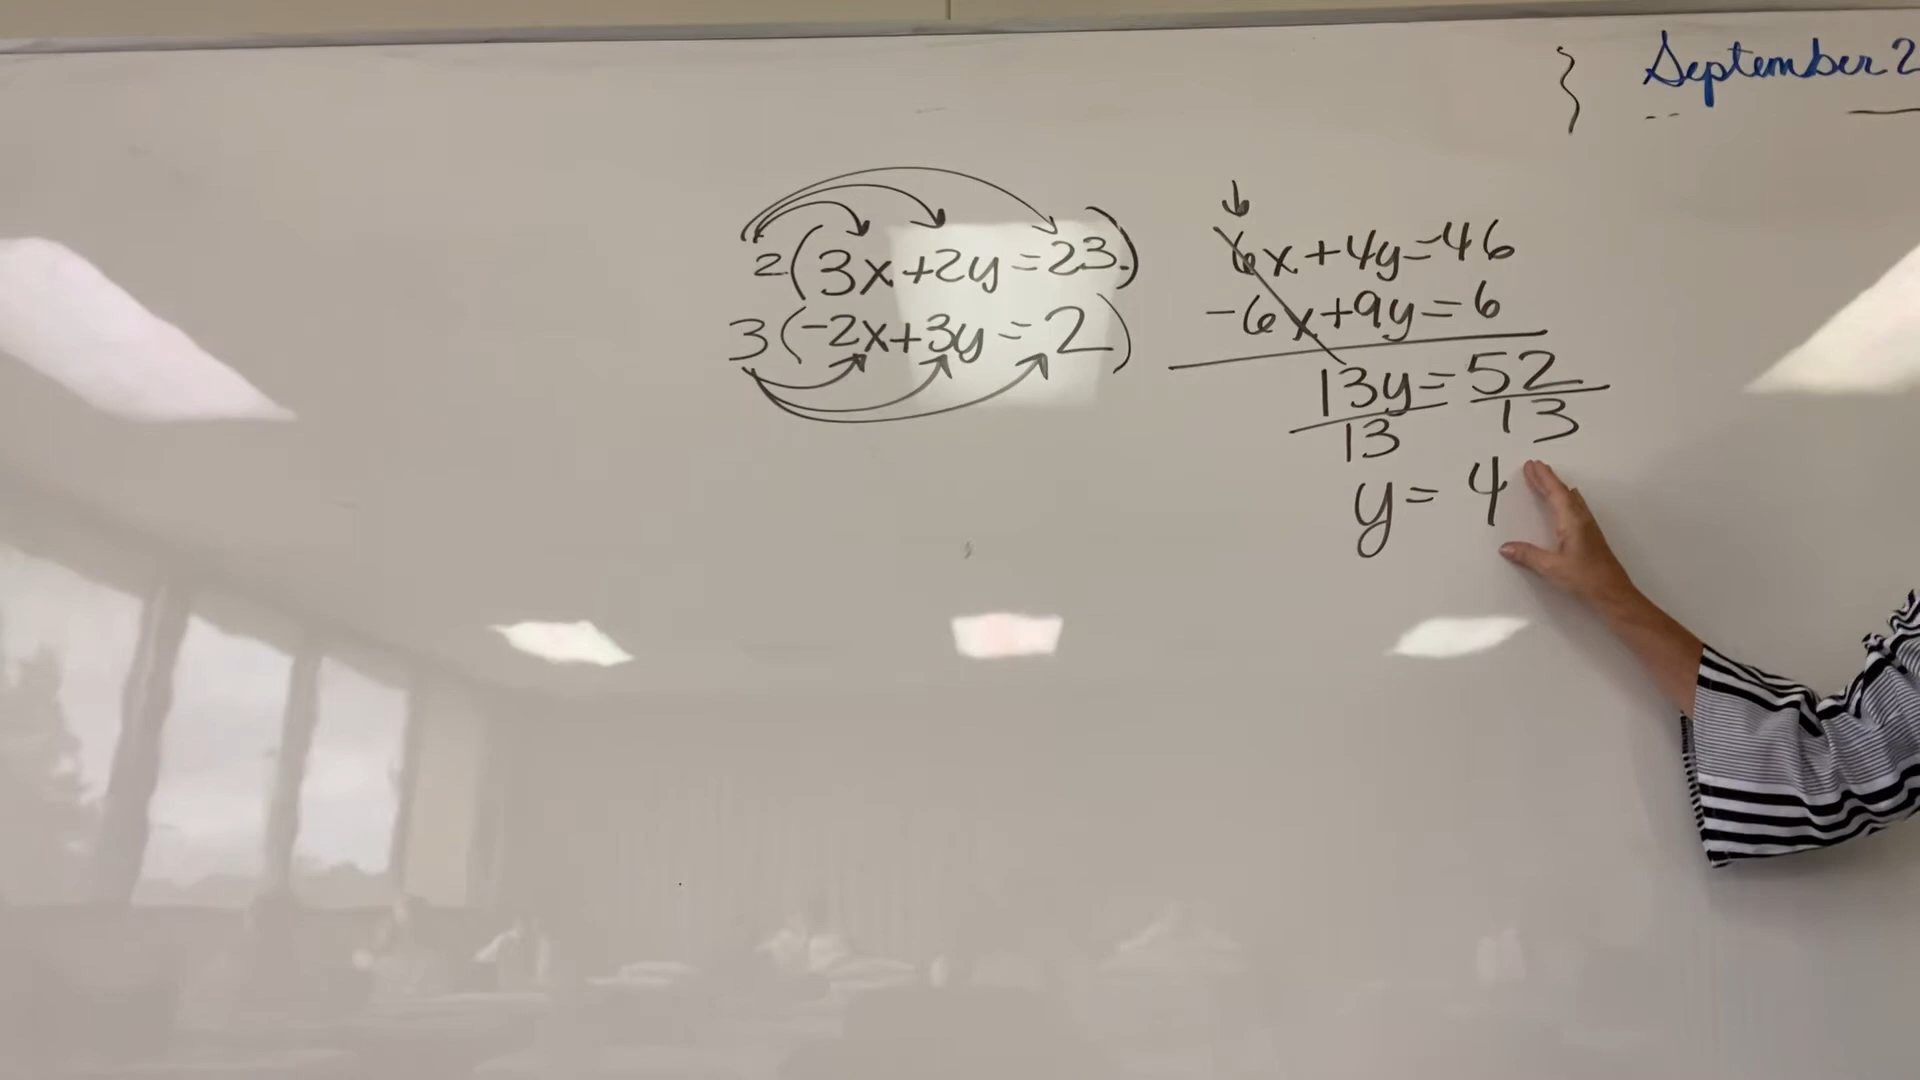 September 2
2(3x+2y=23.)
3(-2x+3y=2)
6x+4y=46
-6x+9y=6
13y=52
13 13
y=4